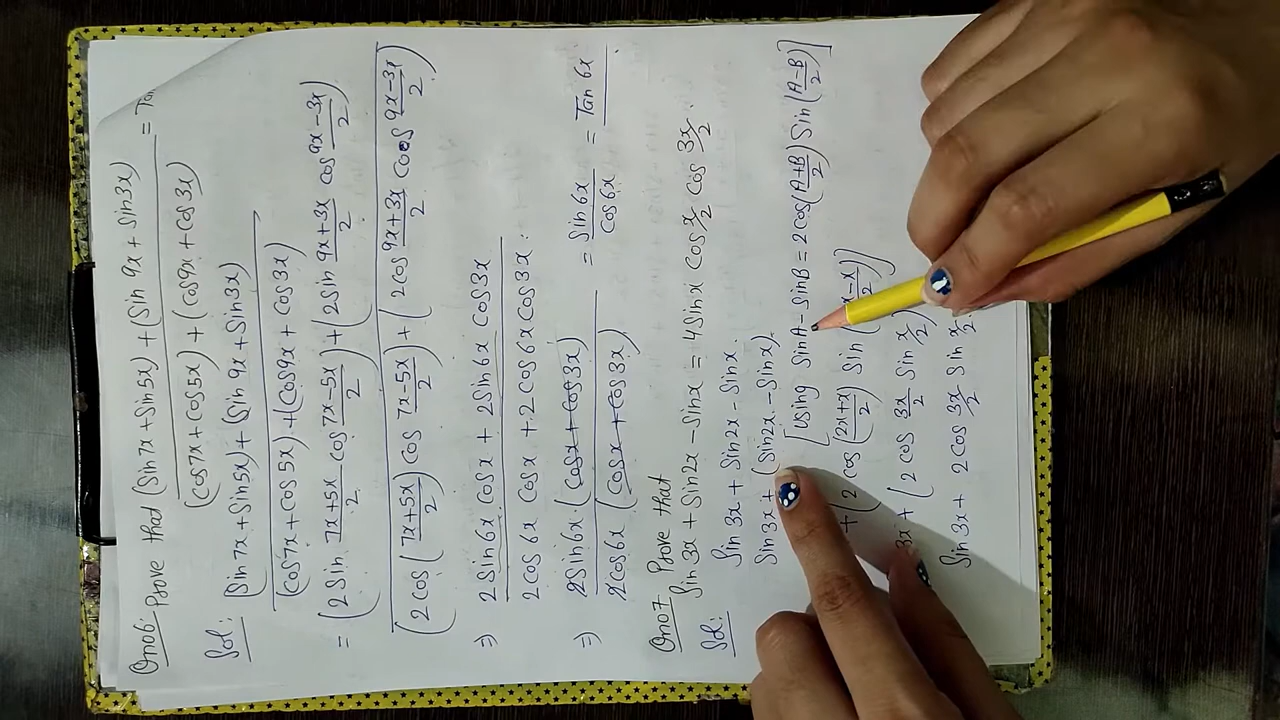 Qno6. Prove that (Sin 7x + Sin 5x) + (Sin 9x + Sin 3x) = Tan
(Cos 7x + Cos 5x) + (Cos 9x + Cos 3x)
Sol: (Sin 7x + Sin 5x) + (Sin 9x + Sin 3x)
(Cos 7x + Cos 5x) + (Cos 9x + Cos 3x)
= (2 Sin 7x+5x/2 cos 7x-5x/2) + (2 Sin 9x+3x/2 cos 9x-3x/2)
(2 cos (7x+5x/2) cos 7x-5x/2) + (2 cos 9x+3x/2 coos 9x-3x/2)
⇒ 2 Sin 6x cos x + 2 Sin 6x cos 3x
2 cos 6x cos x + 2 cos 6x cos 3x.
⇒ 2 Sin 6x. (cos x + cos 3x) = Sin 6x = Tan 6x.
2 cos 6x (cos x + cos 3x) cos 6x
Qno7 Prove that
Sin 3x + Sin 2x - Sin x = 4 Sin x Cos x/2 Cos 3x/2.
Sol: Sin 3x + Sin 2x - Sin x.
Sin 3x + (Sin 2x - Sin x).
[Using Sin A - Sin B = 2 cos (A+B/2) Sin (A-B/2)]
+ (2 cos (2x+x/2) Sin ( x-x/2)]
3x + (2 cos 3x/2 Sin x/2)
Sin 3x + 2 cos 3x/2 Sin x/2.